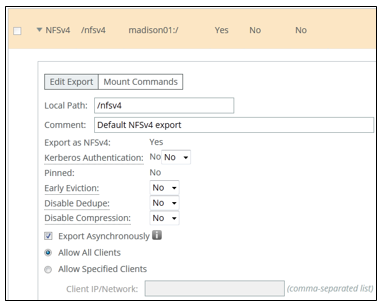 NFSv4 /nfsv4 madison01:/ Yes No No
Edit Export Mount Commands
Local Path: /nfsv4
Comment: Default NFSv4 export
Export as NFSv4: Yes
Kerberos Authentication: No No
Pinned: No
Early Eviction: No
Disable Dedupe: No
Disable Compression: No
Export Asynchronously i
Allow All Clients
Allow Specified Clients
Client IP/Network: (comma-separated list)